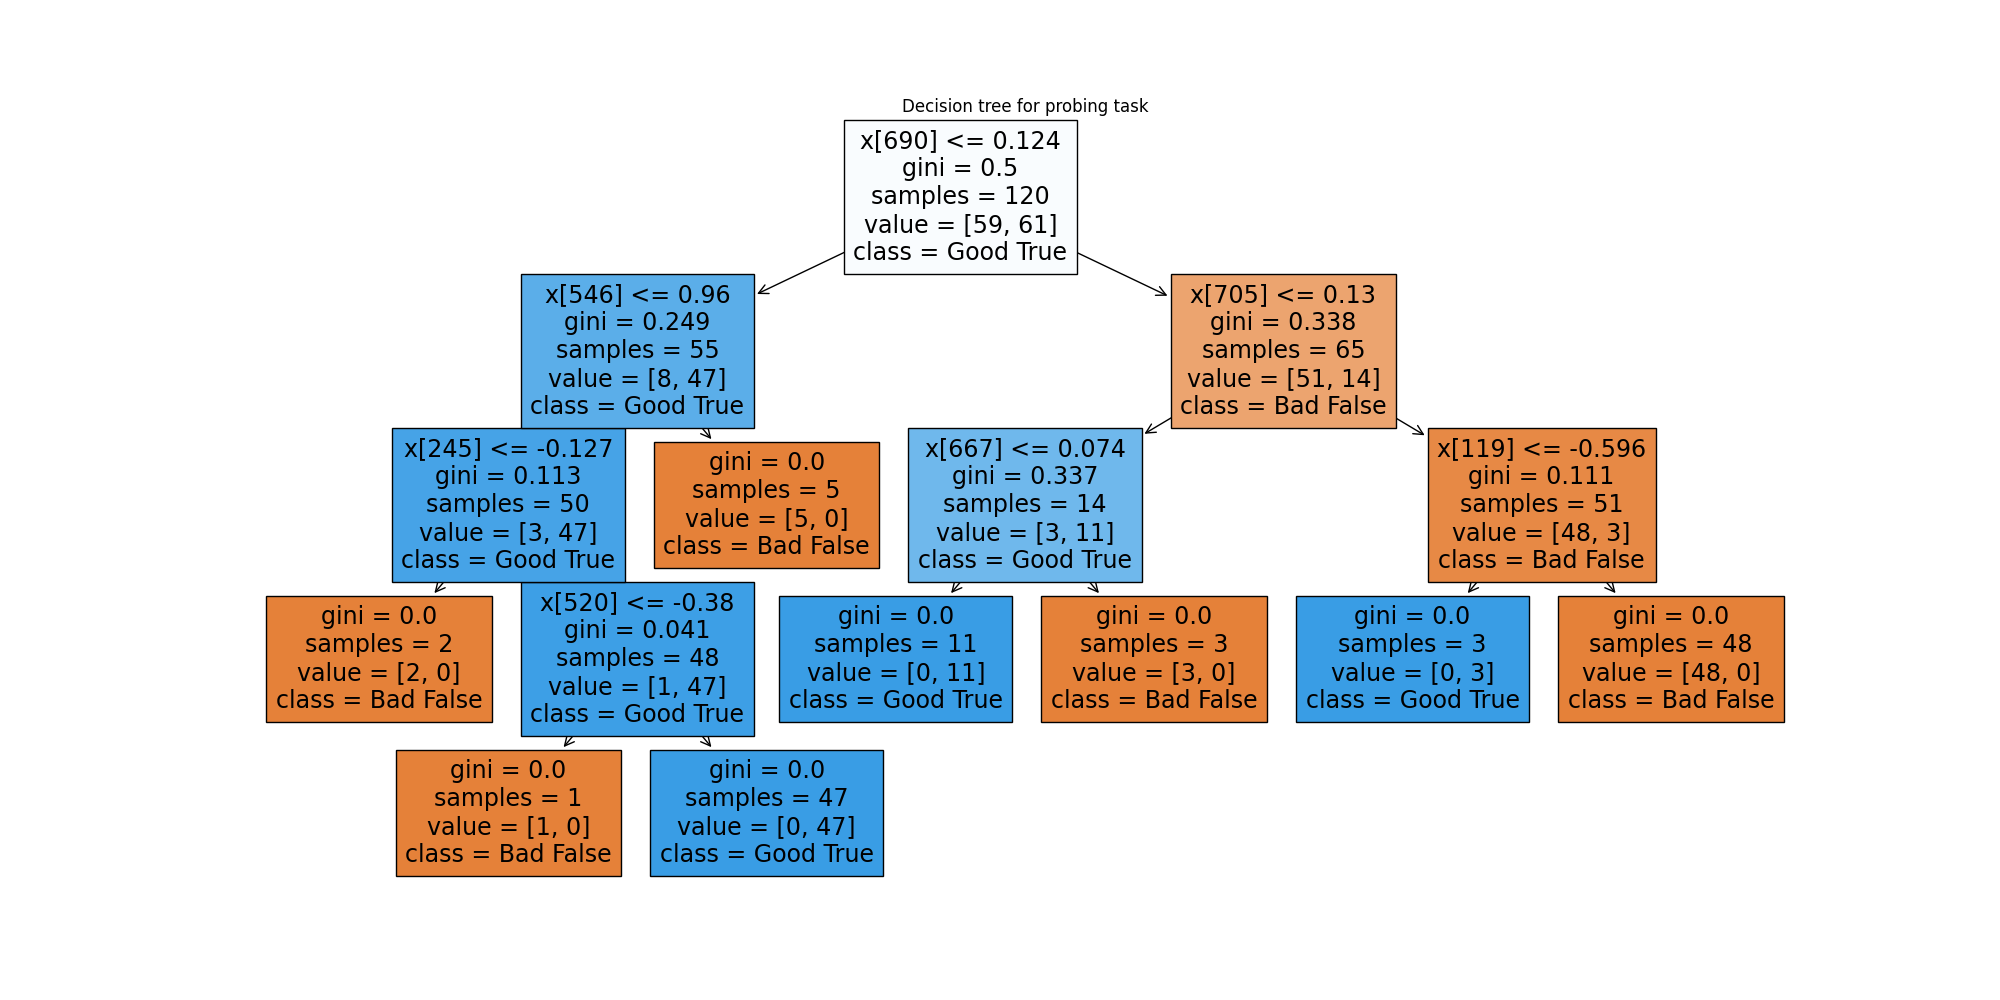 Decision tree for probing task
x[690] <= 0.124
gini = 0.5
samples = 120
value = [59, 61]
class = Good True
x[546] <= 0.96
gini = 0.249
samples = 55
value = [8, 47]
class = Good True
x[705] <= 0.13
gini = 0.338
samples = 65
value = [51, 14]
class = Bad False
x[245] <= -0.127
gini = 0.113
samples = 50
value = [3, 47]
class = Good True
gini = 0.0
samples = 5
value = [5, 0]
class = Bad False
x[667] <= 0.074
gini = 0.337
samples = 14
value = [3, 11]
class = Good True
x[119] <= -0.596
gini = 0.111
samples = 51
value = [48, 3]
class = Bad False
gini = 0.0
samples = 2
value = [2, 0]
class = Bad False
x[520] <= -0.38
gini = 0.041
samples = 48
value = [1, 47]
class = Good True
gini = 0.0
samples = 11
value = [0, 11]
class = Good True
gini = 0.0
samples = 3
value = [3, 0]
class = Bad False
gini = 0.0
samples = 3
value = [0, 3]
class = Good True
gini = 0.0
samples = 48
value = [48, 0]
class = Bad False
gini = 0.0
samples = 1
value = [1, 0]
class = Bad False
gini = 0.0
samples = 47
value = [0, 47]
class = Good True